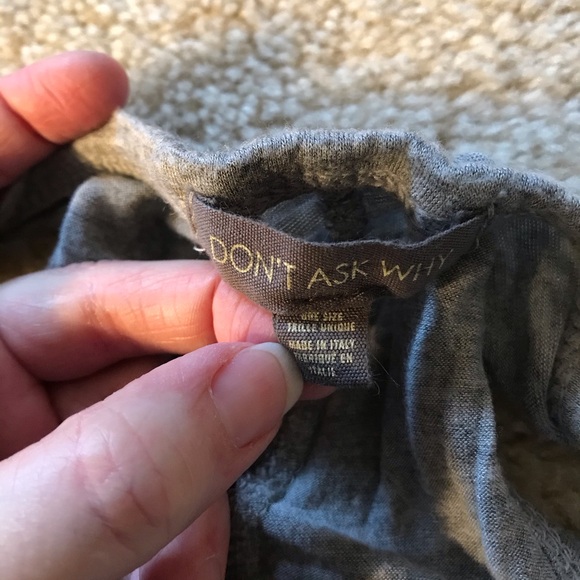 DON'T ASK WHY
ONE SIZE
TAILLE UNIQUE
MADE IN ITALY
FABRIQUE EN
ITALIE